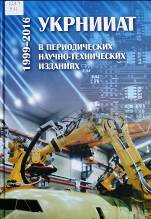 УКРНИИАТ
В ПЕРИОДИЧЕСКИХ
НАУЧНО-ТЕХНИЧЕСКИХ
ИЗДАНИЯХ
1999-2016